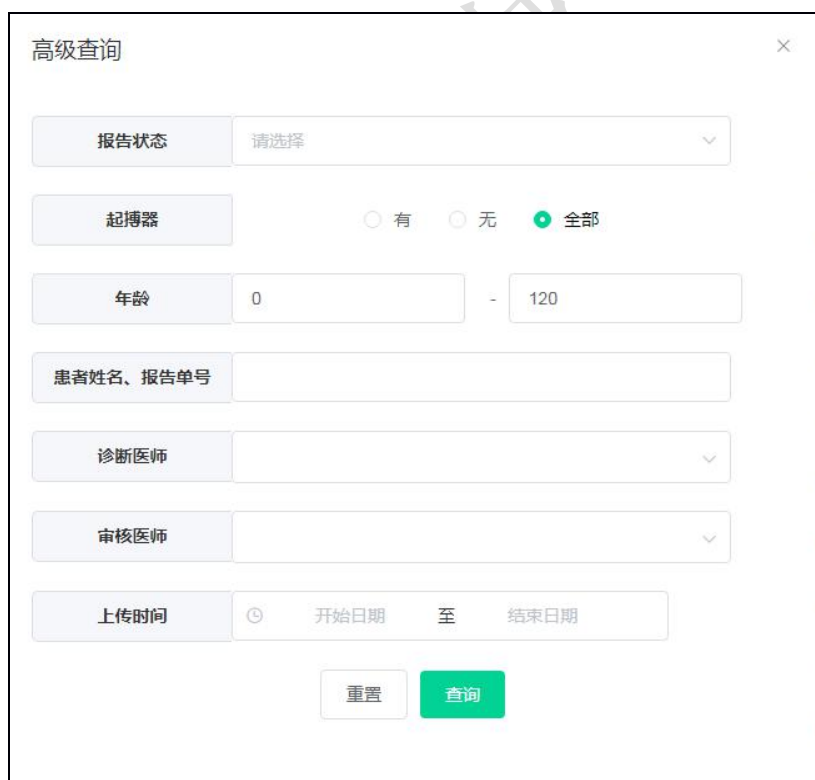 高级查询
报告状态 请选择
起搏器 有 无 全部
年龄 0 - 120
患者姓名、报告单号
诊断医师
审核医师
上传时间 开始日期 至 结束日期
重置 查询